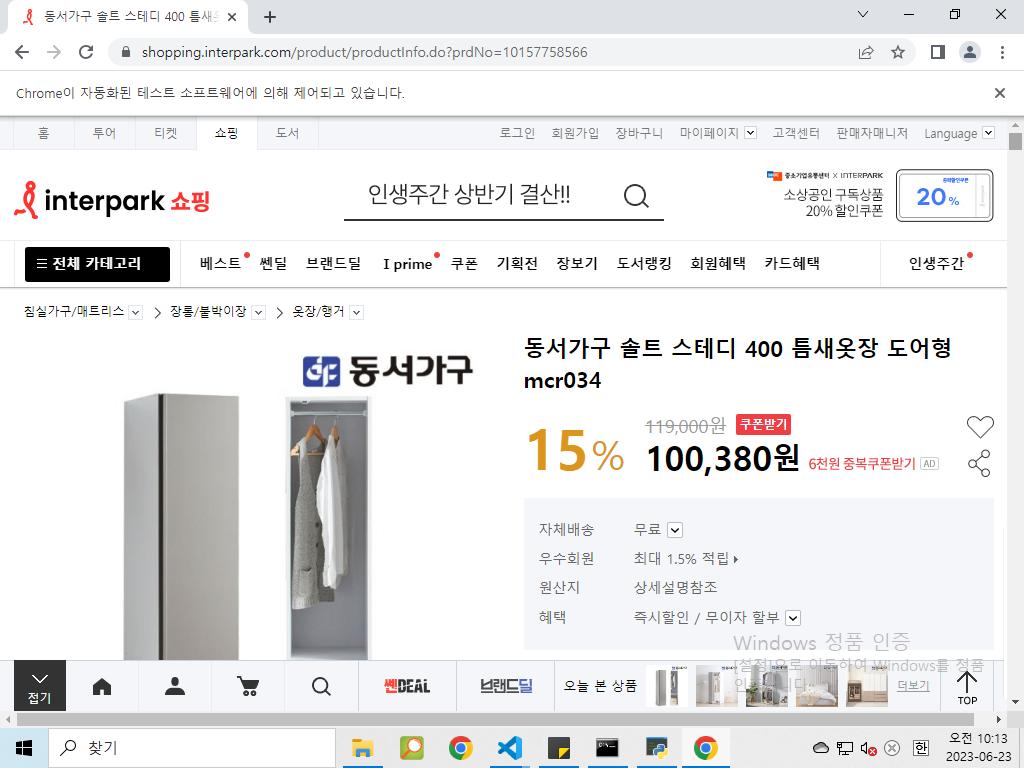 동서가구 솔트 스테디 400 틈새옷
shopping.interpark.com/product/productInfo.do?prdNo=10157758566
Chrome이 자동화된 테스트 소프트웨어에 의해 제어되고 있습니다.
홈 투어 티켓 쇼핑 도서 로그인 회원가입 장바구니 마이페이지 고객센터 판매자매니저 Language
interpark 쇼핑
인생주간 상반기 결산!!
중소기업유통센터 X INTERPARK
소상공인 구독상품
20% 할인쿠폰
중복할인쿠폰
20%
전체 카테고리 베스트 쎈딜 브랜드딜 I prime 쿠폰 기획전 장보기 도서랭킹 회원혜택 카드혜택 인생주간
침실가구/매트리스 장롱/붙박이장 옷장/행거
동서가구
동서가구 솔트 스테디 400 틈새옷장 도어형
mcr034
15%
119,000원 쿠폰받기
100,380원 6천원 중복쿠폰받기 AD
자체배송 무료
우수회원 최대 1.5% 적립
원산지 상세설명참조
혜택 즉시할인 / 무이자 할부
Windows 정품 인증
[설정]으로 이동하여 Windows를 정품
접기
쎈DEAL
브랜드딜
오늘 본 상품
더보기
TOP
찾기
한
오전 10:13
2023-06-23